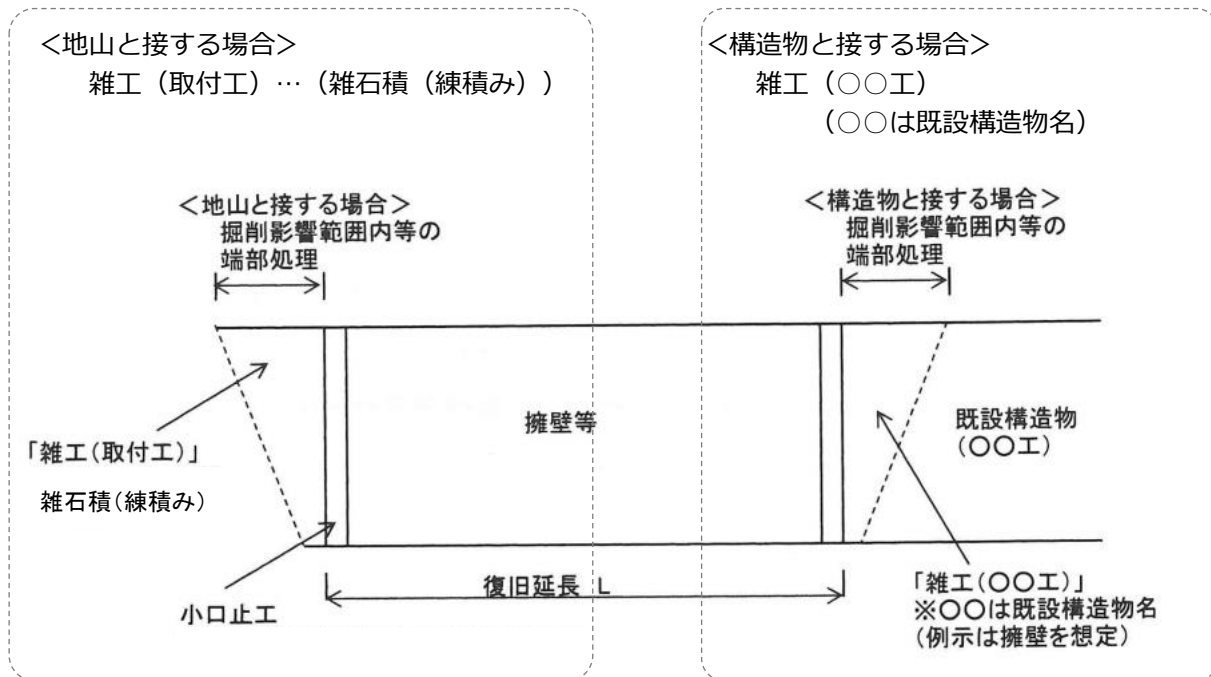 ＜地山と接する場合＞
雑工（取付工）…（雑石積（練積み））
＜構造物と接する場合＞
雑工（○○工）
（○○は既設構造物名）
＜地山と接する場合＞
掘削影響範囲内等の
端部処理
＜構造物と接する場合＞
掘削影響範囲内等の
端部処理
「雑工(取付工)」
雑石積(練積み)
擁壁等
既設構造物
(〇〇工)
小口止工
復旧延長 L
「雑工(〇〇工)」
※〇〇は既設構造物名
(例示は擁壁を想定)